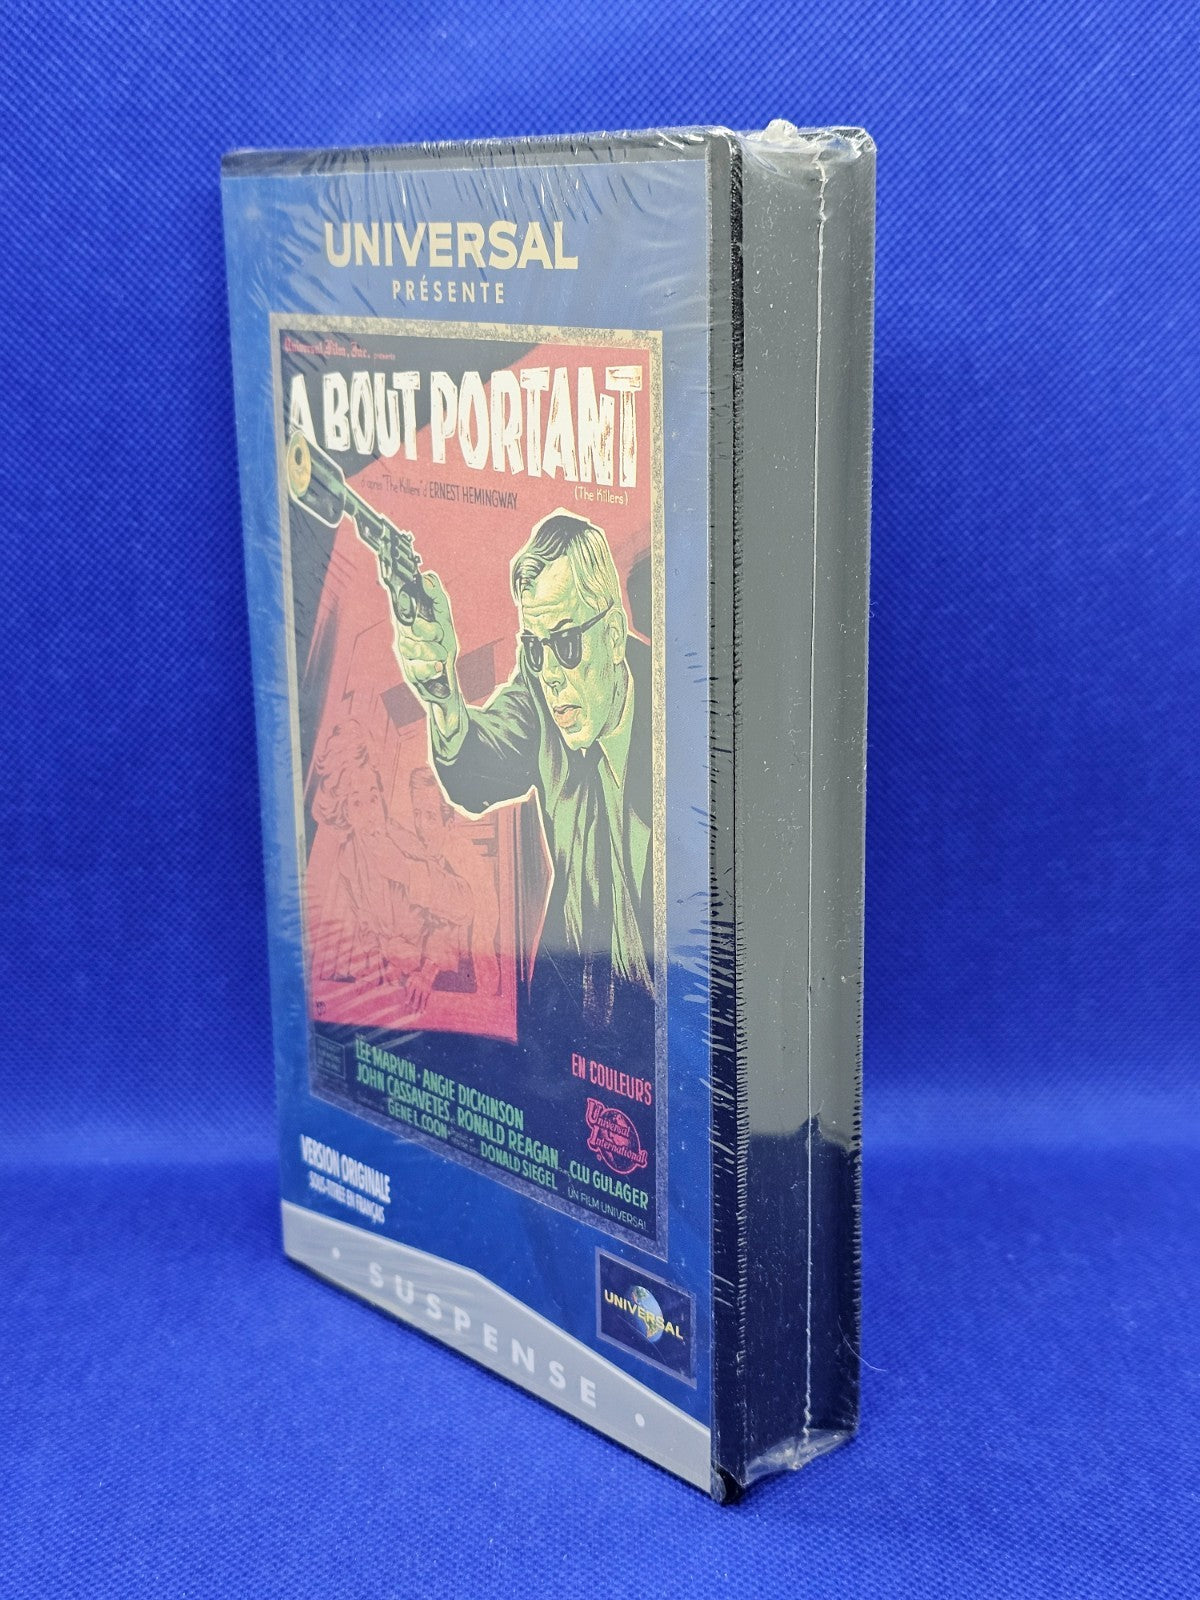 UNIVERSAL
PRÉSENTE
Universal Film, Inc. présente
A BOUT PORTANT
(The Killers)
d'après "The Killers" d'ERNEST HEMINGWAY
LEE MARVIN · ANGIE DICKINSON
JOHN CASSAVETES
RONALD REAGAN
CLU GULAGER
GENE L. COON
DONALD SIEGEL
UN FILM UNIVERSAL
EN COULEURS
Universal
International
VERSION ORIGINALE
SOUS-TITRÉE EN FRANÇAIS
· SUSPENSE ·
UNIVERSAL